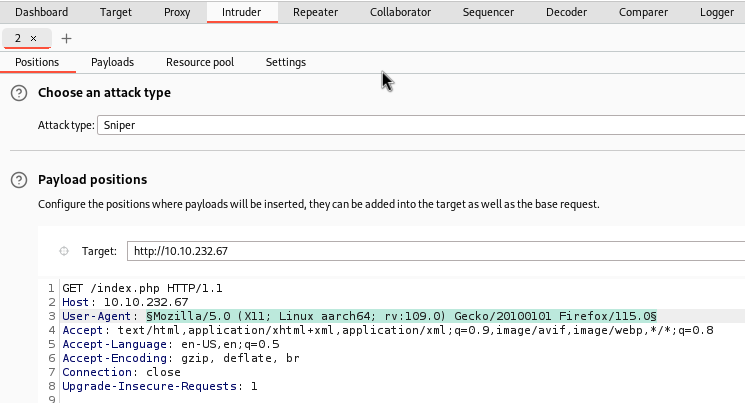 Dashboard Target Proxy Intruder Repeater Collaborator Sequencer Decoder Comparer Logger
2 × +
Positions Payloads Resource pool Settings
? Choose an attack type
Attack type: Sniper
? Payload positions
Configure the positions where payloads will be inserted, they can be added into the target as well as the base request.
Target: http://10.10.232.67
1 GET /index.php HTTP/1.1
2 Host: 10.10.232.67
3 User-Agent: §Mozilla/5.0 (X11; Linux aarch64; rv:109.0) Gecko/20100101 Firefox/115.0§
4 Accept: text/html,application/xhtml+xml,application/xml;q=0.9,image/avif,image/webp,*/*;q=0.8
5 Accept-Language: en-US,en;q=0.5
6 Accept-Encoding: gzip, deflate, br
7 Connection: close
8 Upgrade-Insecure-Requests: 1
9